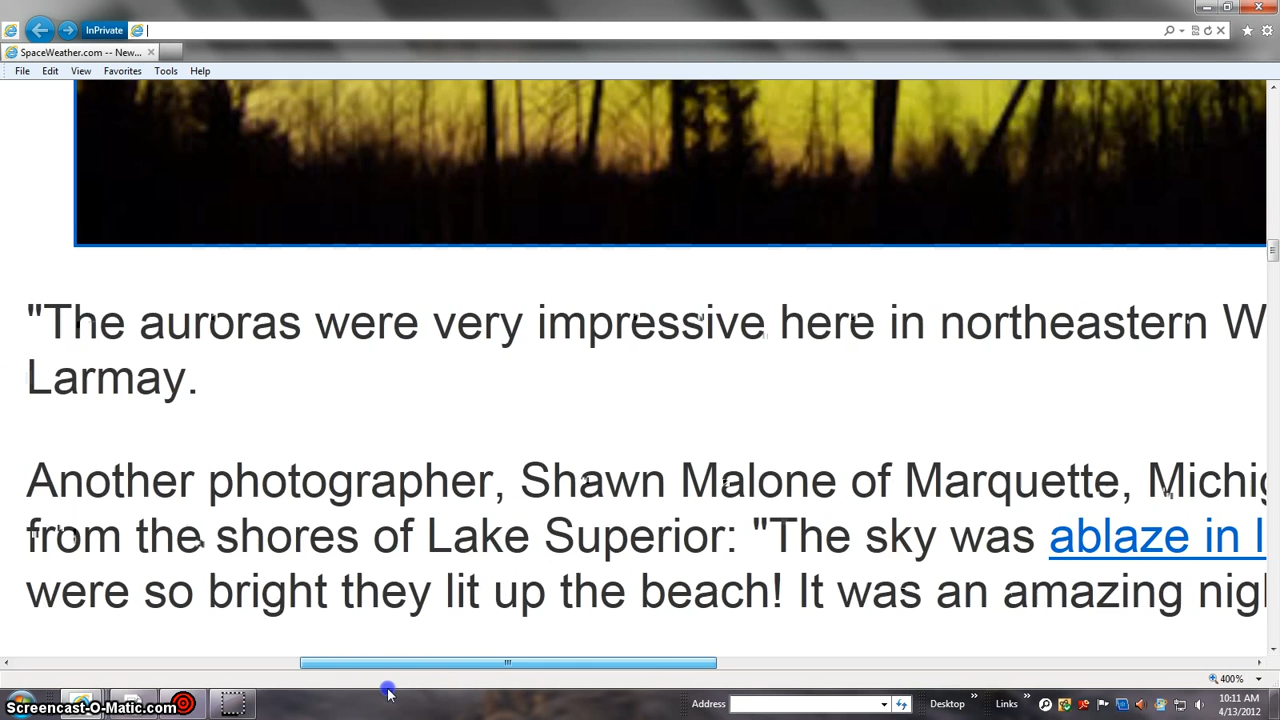 InPrivate
SpaceWeather.com -- New...
File Edit View Favorites Tools Help
"The auroras were very impressive here in northeastern W
Larmay.
Another photographer, Shawn Malone of Marquette, Michig
from the shores of Lake Superior: "The sky was ablaze in l
were so bright they lit up the beach! It was an amazing nigh
400%
Screencast-O-Matic.com
Address
Desktop
Links
10:11 AM
4/13/2012